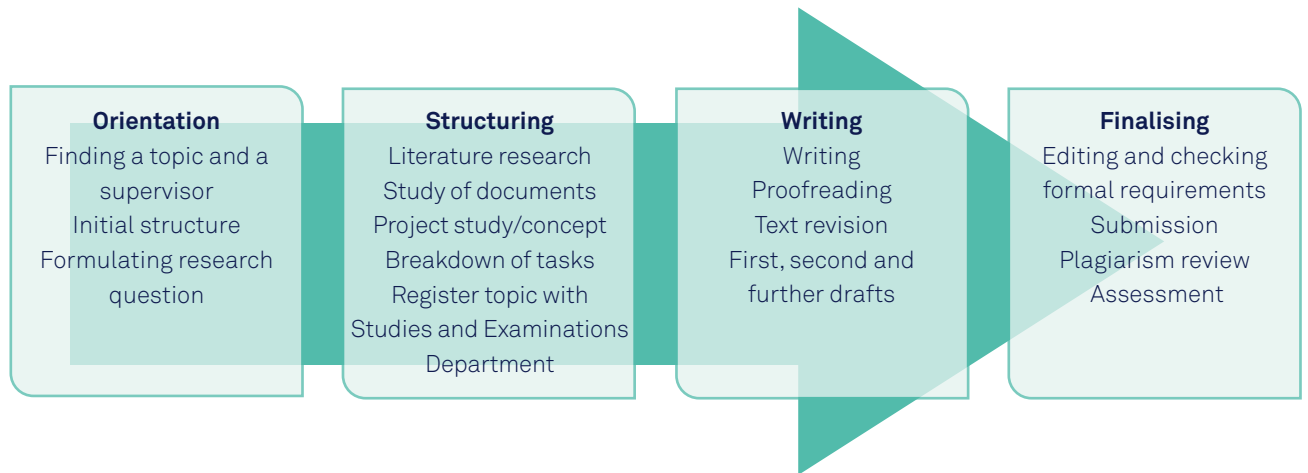 Orientation
Finding a topic and a
supervisor
Initial structure
Formulating research
question
Structuring
Literature research
Study of documents
Project study/concept
Breakdown of tasks
Register topic with
Studies and Examinations
Department
Writing
Writing
Proofreading
Text revision
First, second and
further drafts
Finalising
Editing and checking
formal requirements
Submission
Plagiarism review
Assessment